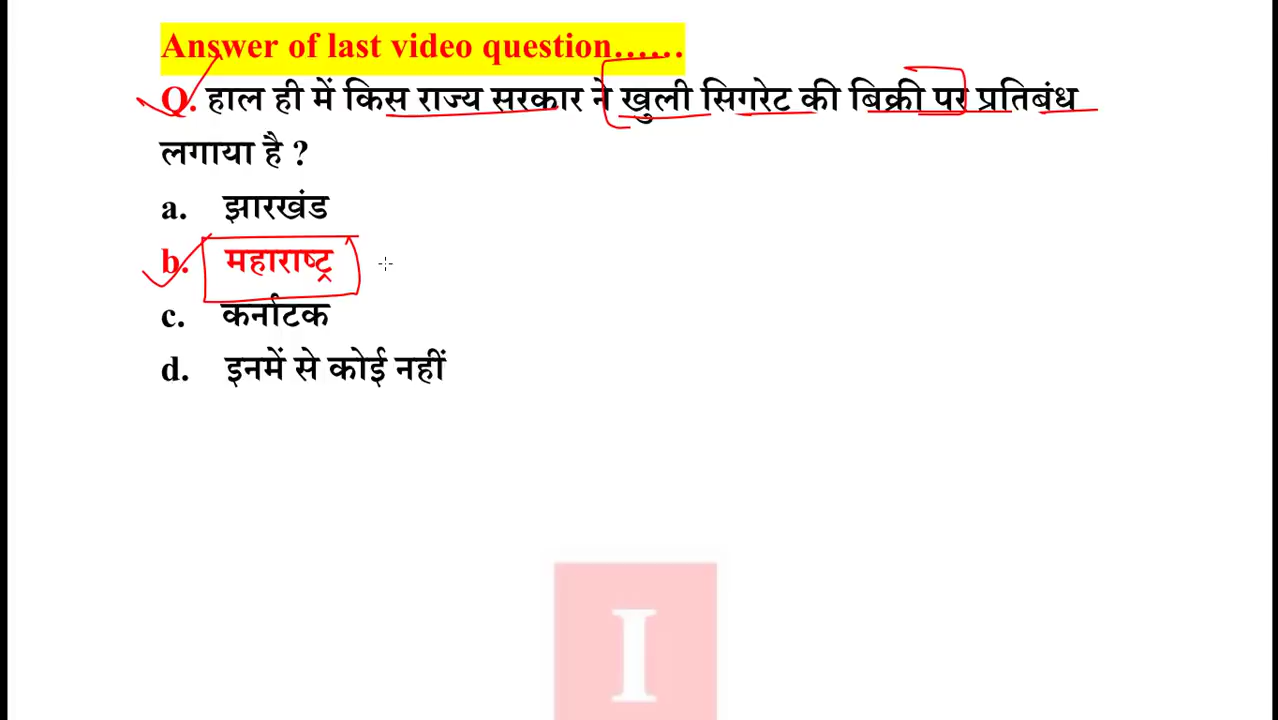 Answer of last video question……
Q. हाल ही में किस राज्य सरकार ने खुली सिगरेट की बिक्री पर प्रतिबंध
लगाया है ?
a. झारखंड
b. महाराष्ट्र
c. कर्नाटक
d. इनमें से कोई नहीं
I